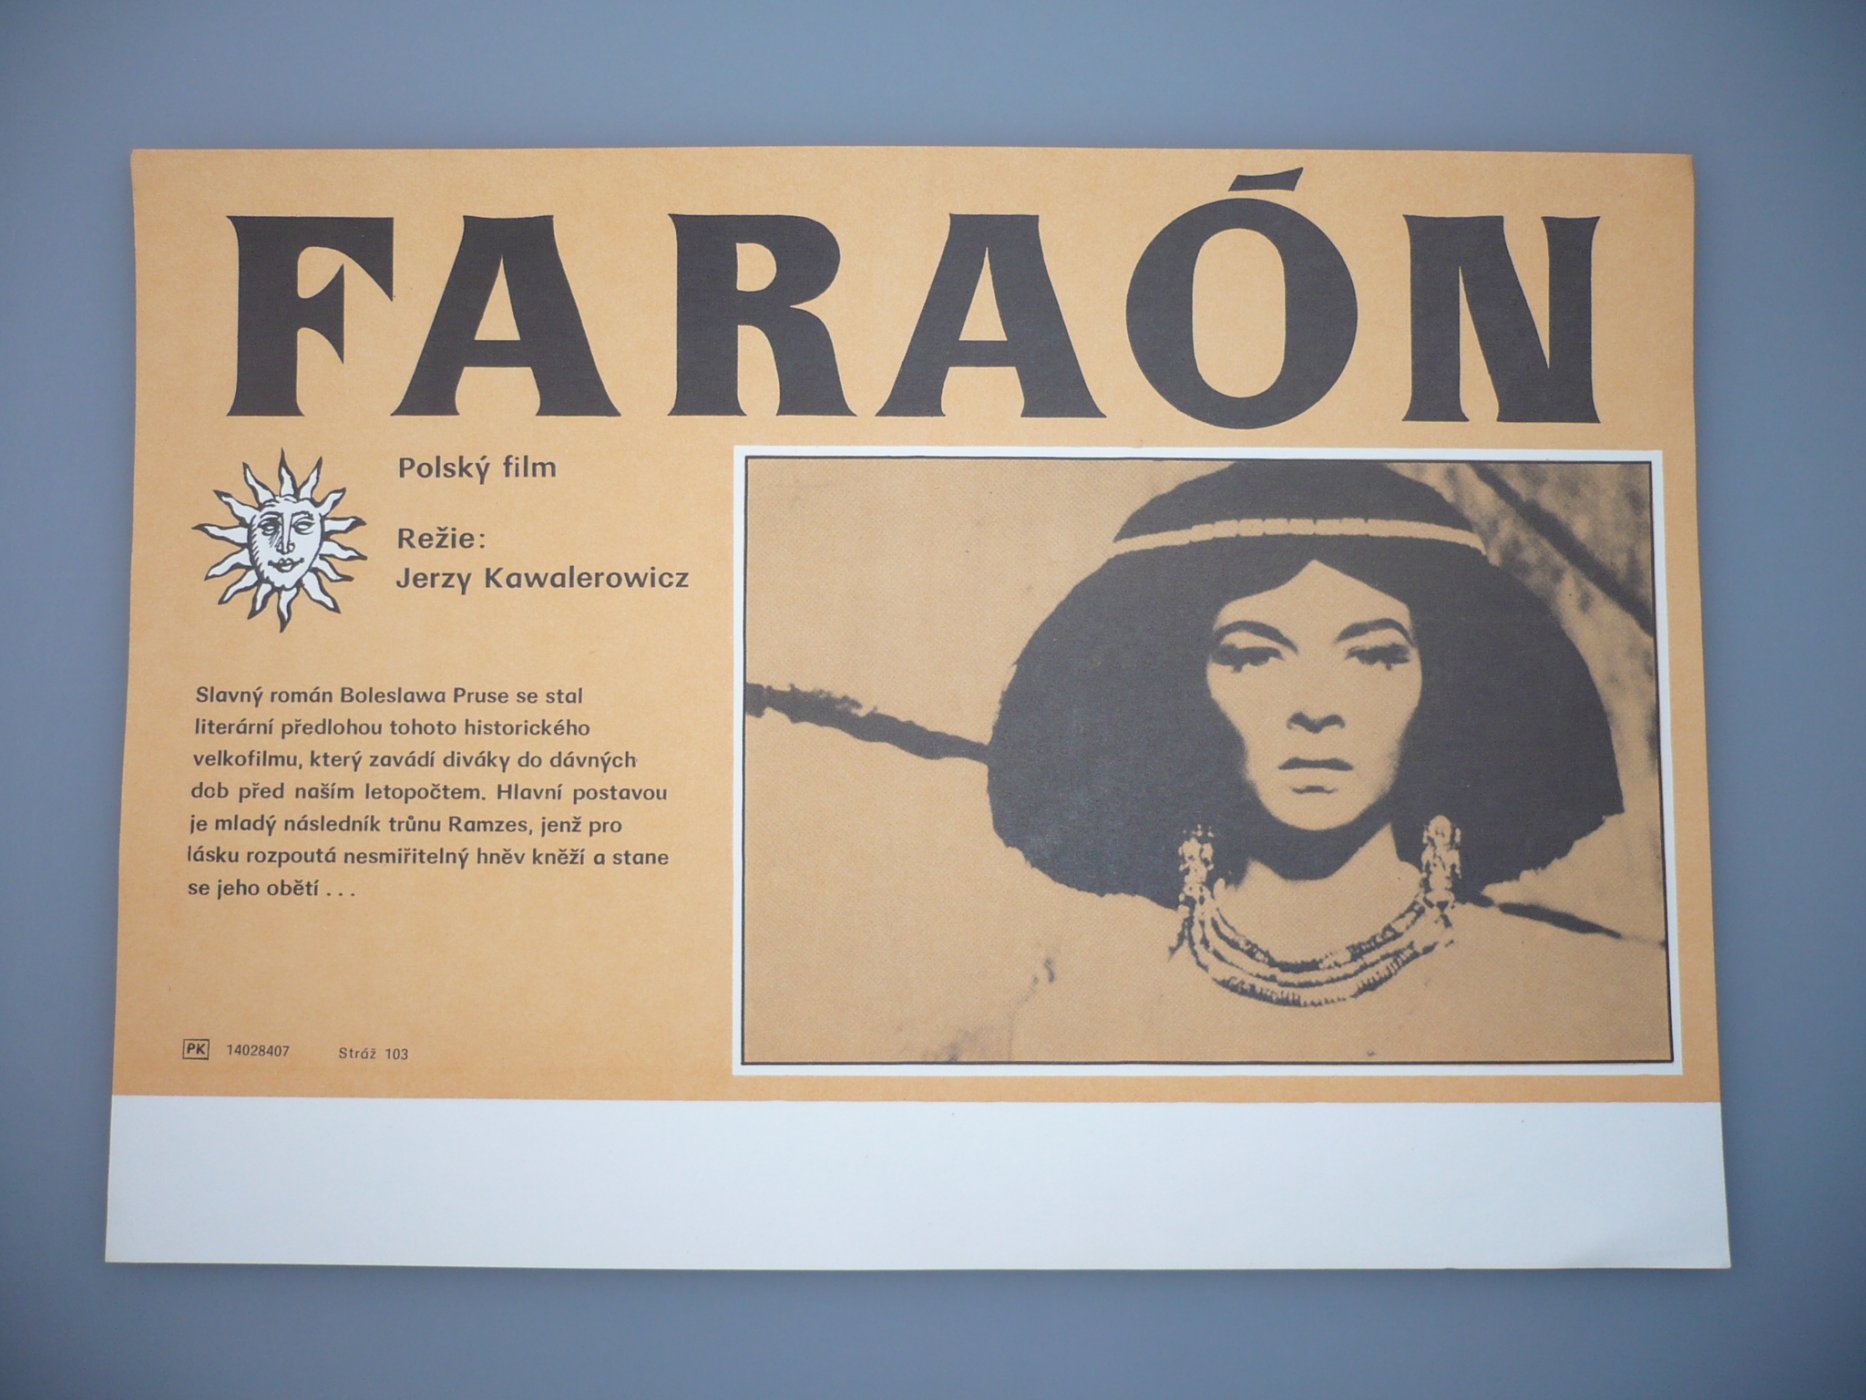 FARAÓN
Polský film
Režie:
Jerzy Kawalerowicz
Slavný román Boleslawa Pruse se stal
literární předlohou tohoto historického
velkofilmu, který zavádí diváky do dávných
dob před naším letopočtem. Hlavní postavou
je mladý následník trůnu Ramzes, jenž pro
lásku rozpoutá nesmiřitelný hněv kněží a stane
se jeho obětí . . .
PK 14028407 Stráž 103